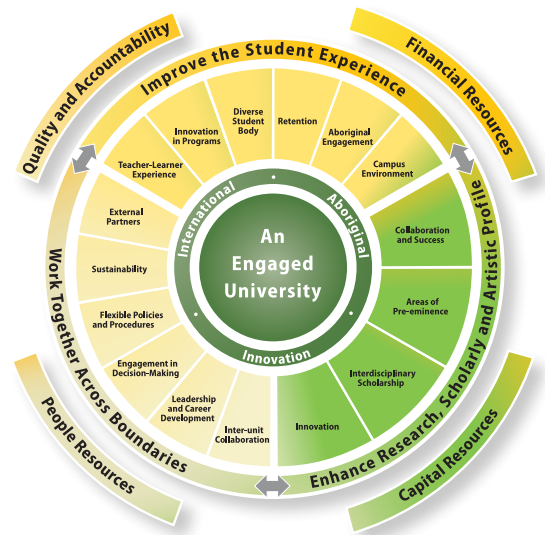 Quality and Accountability
Financial Resources
Improve the Student Experience
Teacher-Learner
Experience
Innovation
in Programs
Diverse
Student
Body
Retention
Aboriginal
Engagement
Campus
Environment
Work Together Across Boundaries
External
Partners
Sustainability
Flexible Policies
and Procedures
Engagement in
Decision-Making
Leadership
and Career
Development
Inter-unit
Collaboration
Enhance Research, Scholarly and Artistic Profile
Collaboration
and Success
Areas of
Pre-eminence
Interdisciplinary
Scholarship
Innovation
International
Aboriginal
Innovation
An
Engaged
University
People Resources
Capital Resources